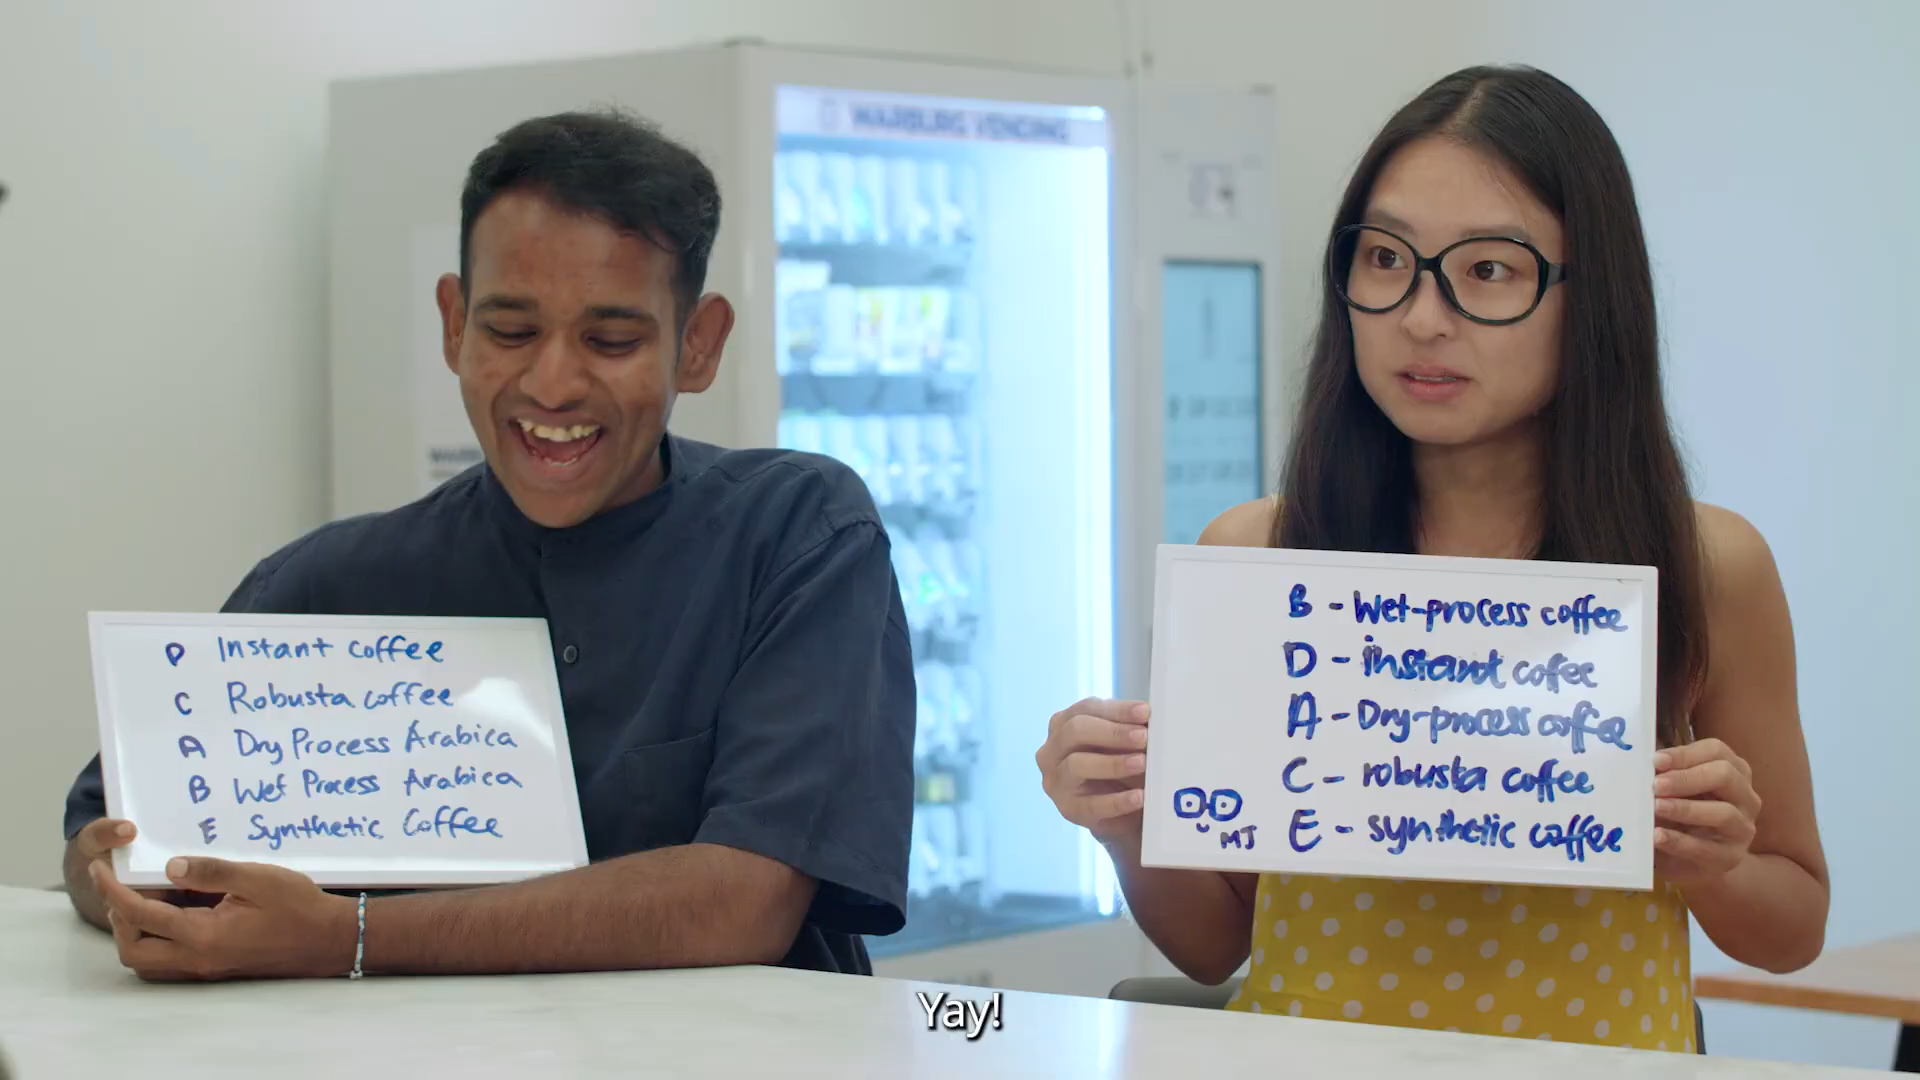 WARBURG VENDING
P Instant coffee
C Robusta coffee
A Dry Process Arabica
B Wet Process Arabica
E Synthetic Coffee
B - Wet-process coffee
D - instant coffee
A - Dry-process coffee
C - robusta coffee
E - synthetic coffee
MJ
Yay!